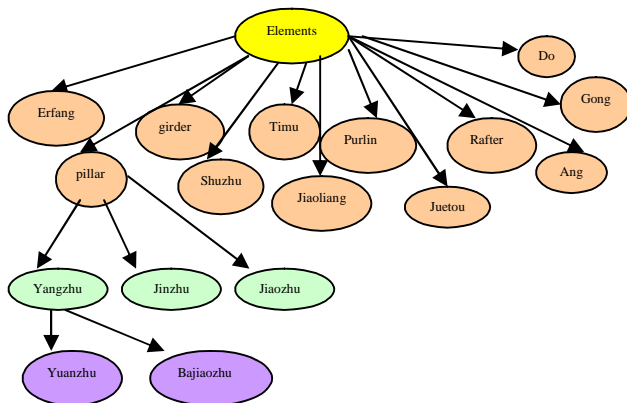 Elements
Do
Gong
Erfang
girder
Timu
Purlin
Rafter
Ang
pillar
Shuzhu
Jiaoliang
Juetou
Yangzhu
Jinzhu
Jiaozhu
Yuanzhu
Bajiaozhu